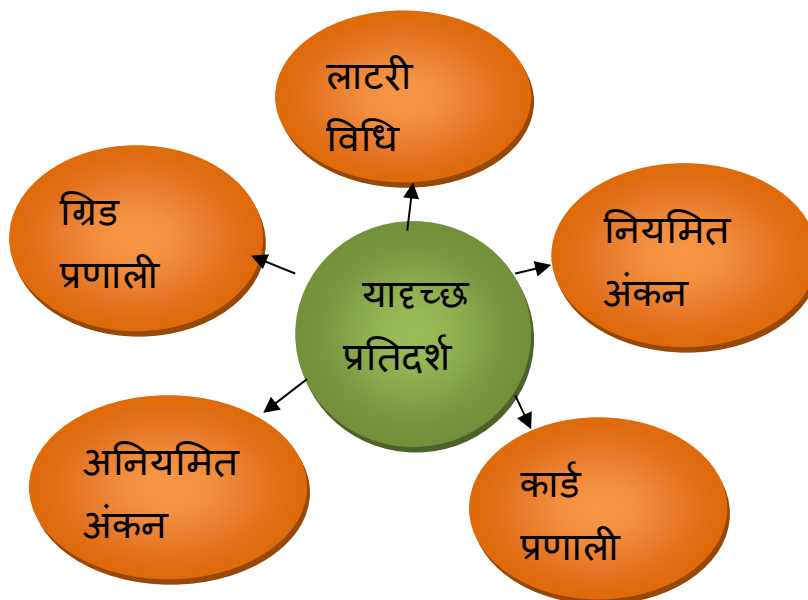 लाटरी
विधि
ग्रिड
प्रणाली
नियमित
अंकन
यादृच्छ
प्रतिदर्श
अनियमित
अंकन
कार्ड
प्रणाली